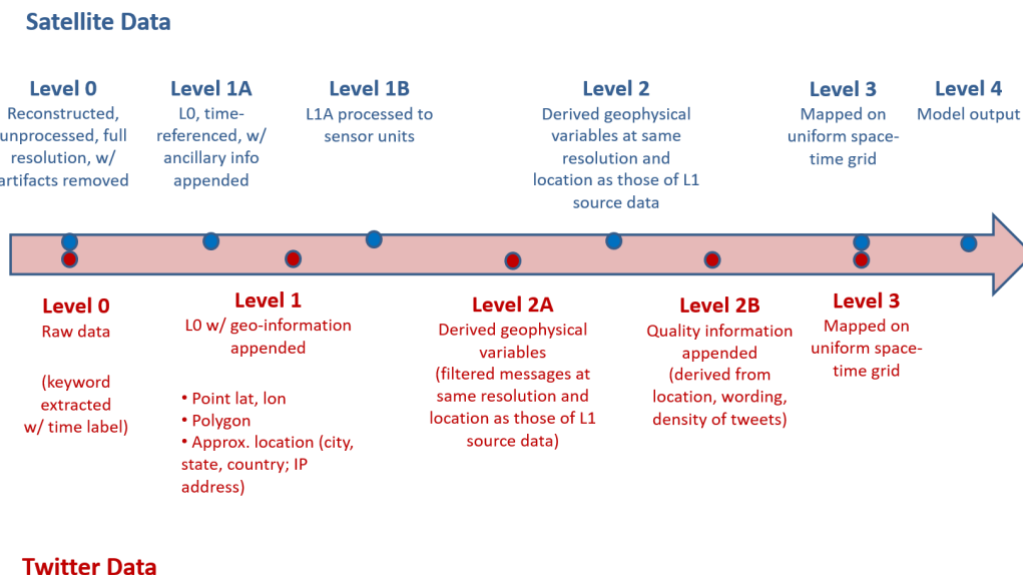 Satellite Data
Level 0
Reconstructed,
unprocessed, full
resolution, w/
artifacts removed
Level 1A
L0, time-
referenced, w/
ancillary info
appended
Level 1B
L1A processed to
sensor units
Level 2
Derived geophysical
variables at same
resolution and
location as those of L1
source data
Level 3
Mapped on
uniform space-
time grid
Level 4
Model output
Level 0
Raw data
(keyword
extracted
w/ time label)
Level 1
L0 w/ geo-information
appended
• Point lat, lon
• Polygon
• Approx. location (city,
state, country; IP
address)
Level 2A
Derived geophysical
variables
(filtered messages at
same resolution and
location as those of L1
source data)
Level 2B
Quality information
appended
(derived from
location, wording,
density of tweets)
Level 3
Mapped on
uniform space-
time grid
Twitter Data